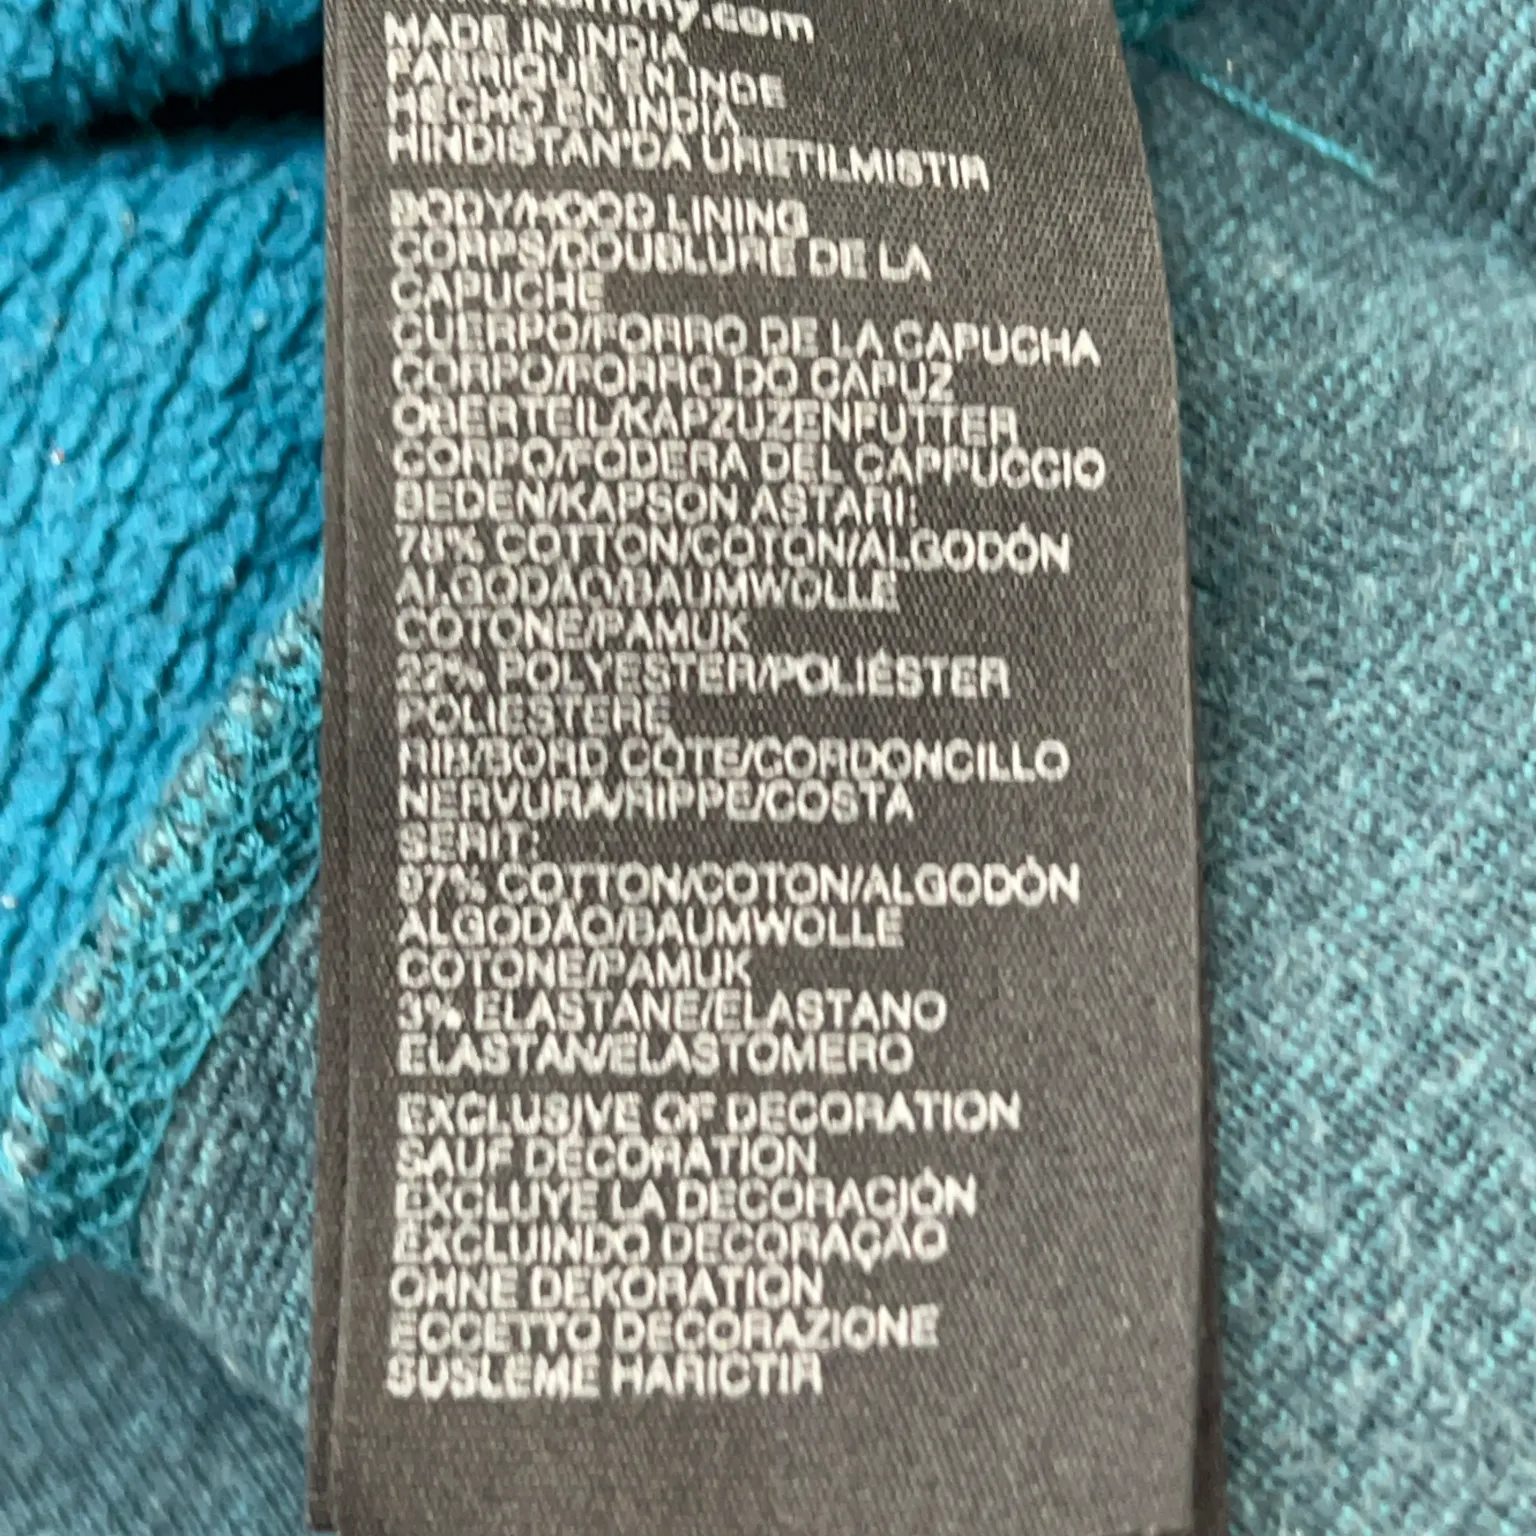 MADE IN INDIA
FABRIQUÉ EN INDE
HECHO EN INDIA
HINDISTAN'DA URETILMISTIR
BODY/HOOD LINING
CORPS/DOUBLURE DE LA
CAPUCHE
CUERPO/FORRO DE LA CAPUCHA
CORPO/FORRO DO CAPUZ
OBERTEIL/KAPZUZENFUTTER
CORPO/FODERA DEL CAPPUCCIO
BEDEN/KAPSON ASTARI:
78% COTTON/COTON/ALGODÓN
ALGODÃO/BAUMWOLLE
COTONE/PAMUK
22% POLYESTER/POLIÉSTER
POLIESTERE
RIB/BORD CÔTE/CORDONCILLO
NERVURA/RIPPE/COSTA
SERIT:
97% COTTON/COTON/ALGODÓN
ALGODÃO/BAUMWOLLE
COTONE/PAMUK
3% ELASTANE/ELASTANO
ELASTAN/ELASTOMERO
EXCLUSIVE OF DECORATION
SAUF DÉCORATION
EXCLUYE LA DECORACIÓN
EXCLUINDO DECORAÇÃO
OHNE DEKORATION
ECCETTO DECORAZIONE
SUSLEME HARICTIR